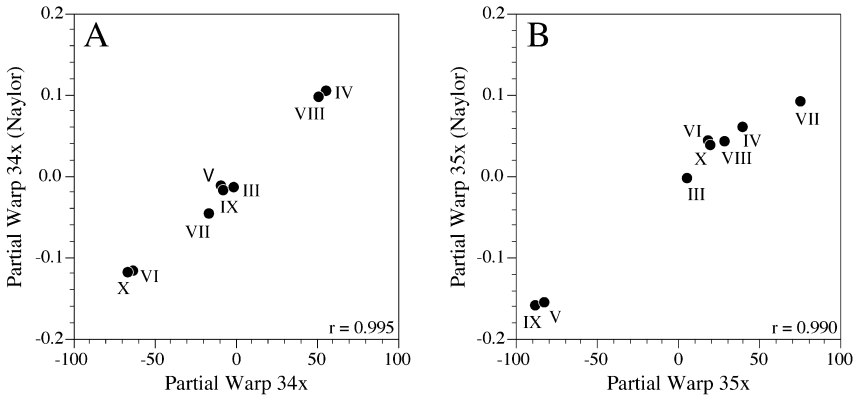 A
Partial Warp 34x (Naylor)
0.2
0.1
0.0
-0.1
-0.2
IV
VIII
V
III
IX
VII
VI
X
r = 0.995
-100
-50
0
50
100
Partial Warp 34x
B
Partial Warp 35x (Naylor)
0.2
0.1
0.0
-0.1
-0.2
VII
VI
IV
X
VIII
III
IX
V
r = 0.990
-100
-50
0
50
100
Partial Warp 35x